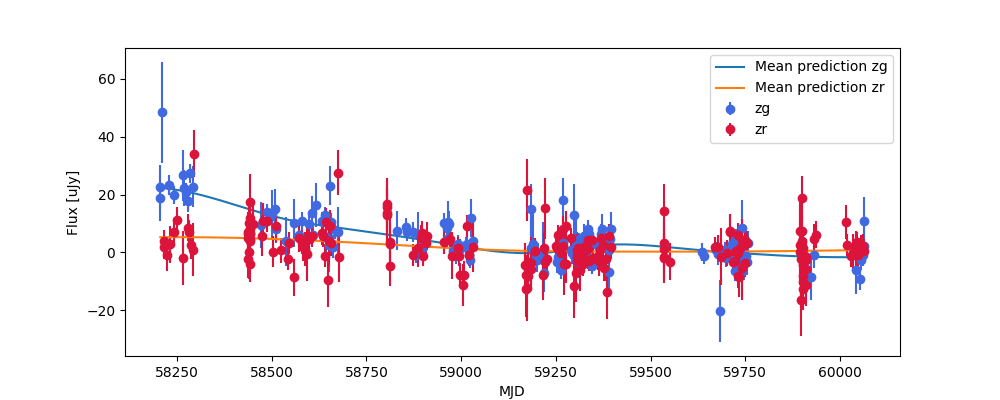 Mean prediction zg
Mean prediction zr
zg
zr
Flux [uJy]
60
40
20
0
−20
58250 58500 58750 59000 59250 59500 59750 60000
MJD